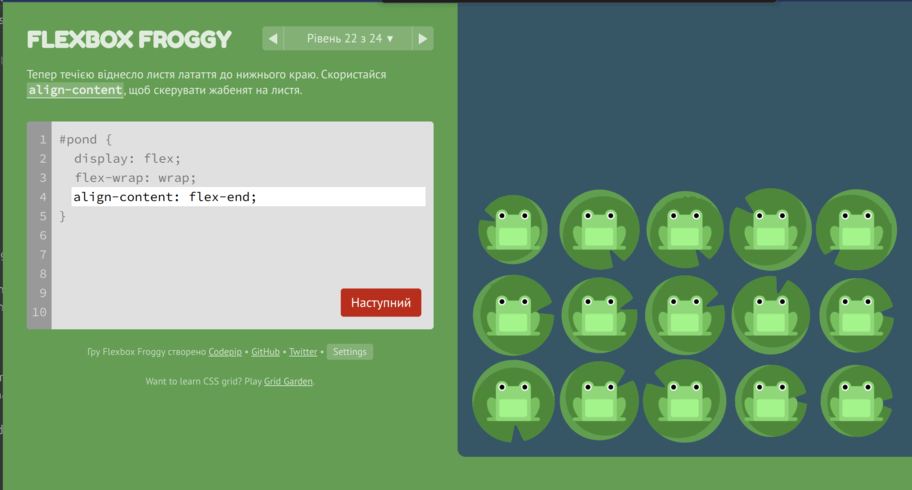 FLEXBOX FROGGY
◀ Рівень 22 з 24 ▾ ▶
Тепер течією віднесло листя латаття до нижнього краю. Скористайся
align-content, щоб скерувати жабенят на листя.
1 #pond {
2 display: flex;
3 flex-wrap: wrap;
4 align-content: flex-end;
5 }
6
7
8
9
10
Наступний
Гру Flexbox Froggy створено Codepip • GitHub • Twitter • Settings
Want to learn CSS grid? Play Grid Garden.